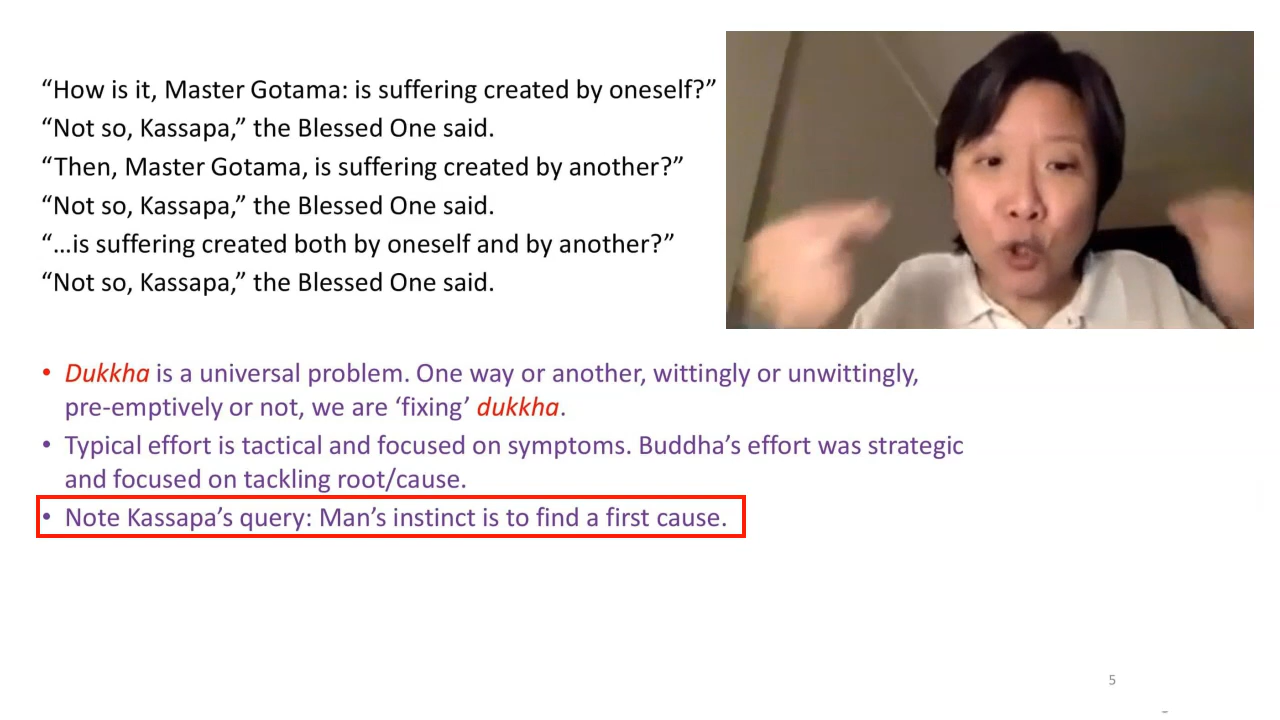 “How is it, Master Gotama: is suffering created by oneself?”
“Not so, Kassapa,” the Blessed One said.
“Then, Master Gotama, is suffering created by another?”
“Not so, Kassapa,” the Blessed One said.
“…is suffering created both by oneself and by another?”
“Not so, Kassapa,” the Blessed One said.
• Dukkha is a universal problem. One way or another, wittingly or unwittingly,
pre-emptively or not, we are ‘fixing’ dukkha.
• Typical effort is tactical and focused on symptoms. Buddha’s effort was strategic
and focused on tackling root/cause.
• Note Kassapa’s query: Man’s instinct is to find a first cause.
5